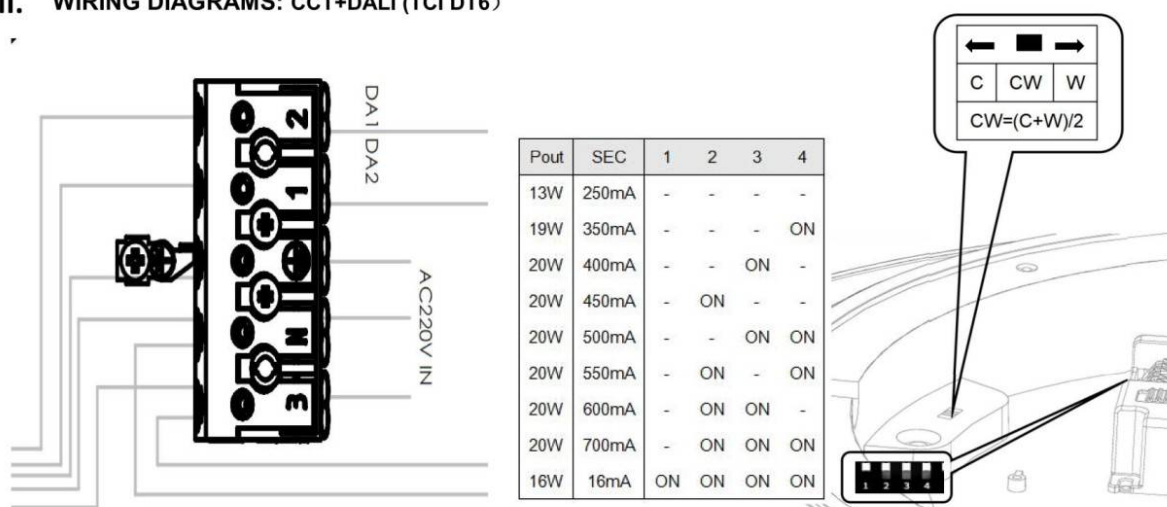 II. WIRING DIAGRAMS: CCT+DALI (TCI DT6）
2
1
N
3
DA1 DA2
AC220V IN
Pout SEC 1 2 3 4
13W 250mA - - - -
19W 350mA - - - ON
20W 400mA - - ON -
20W 450mA - ON - -
20W 500mA - - ON ON
20W 550mA - ON - ON
20W 600mA - ON ON -
20W 700mA - ON ON ON
16W 16mA ON ON ON ON
C CW W
CW=(C+W)/2
1 2 3 4